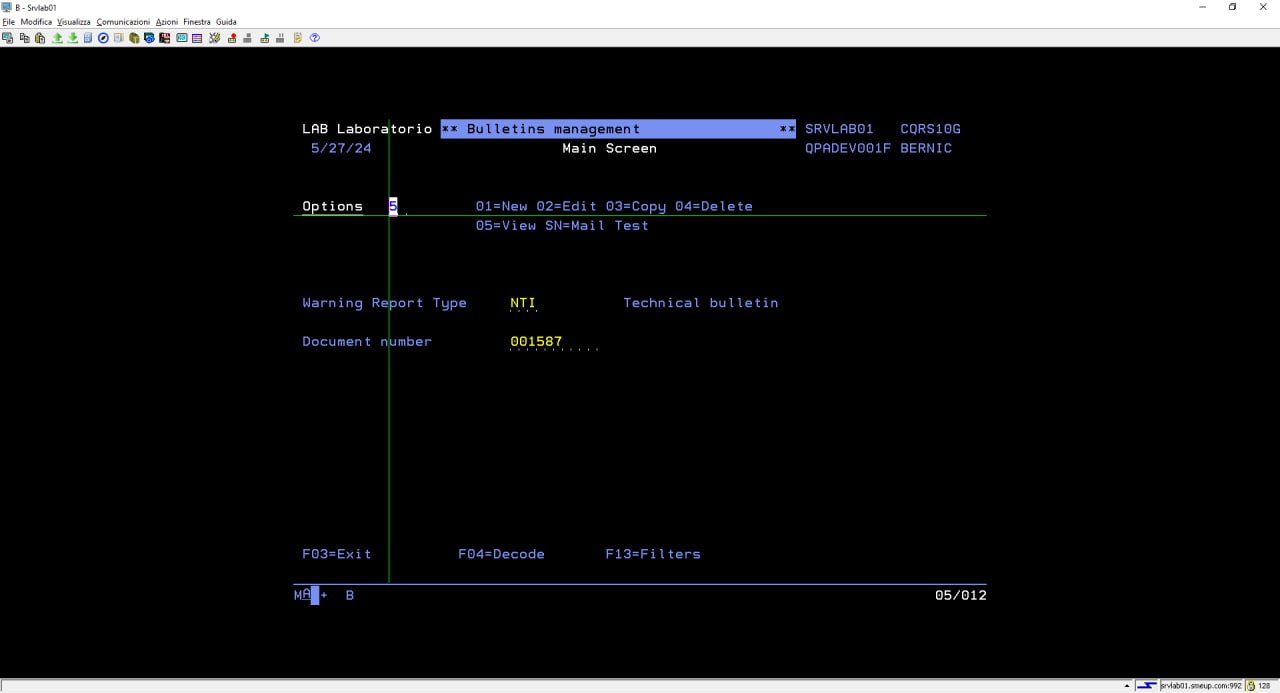 B - Srvlab01
File Modifica Visualizza Comunicazioni Azioni Finestra Guida
LAB Laboratorio ** Bulletins management ** SRVLAB01 CQRS10G
5/27/24 Main Screen QPADEV001F BERNIC
Options 5 01=New 02=Edit 03=Copy 04=Delete
05=View SN=Mail Test
Warning Report Type NTI Technical bulletin
Document number 001587
F03=Exit F04=Decode F13=Filters
MA + B 05/012
srvlab01.smeup.com:992 128